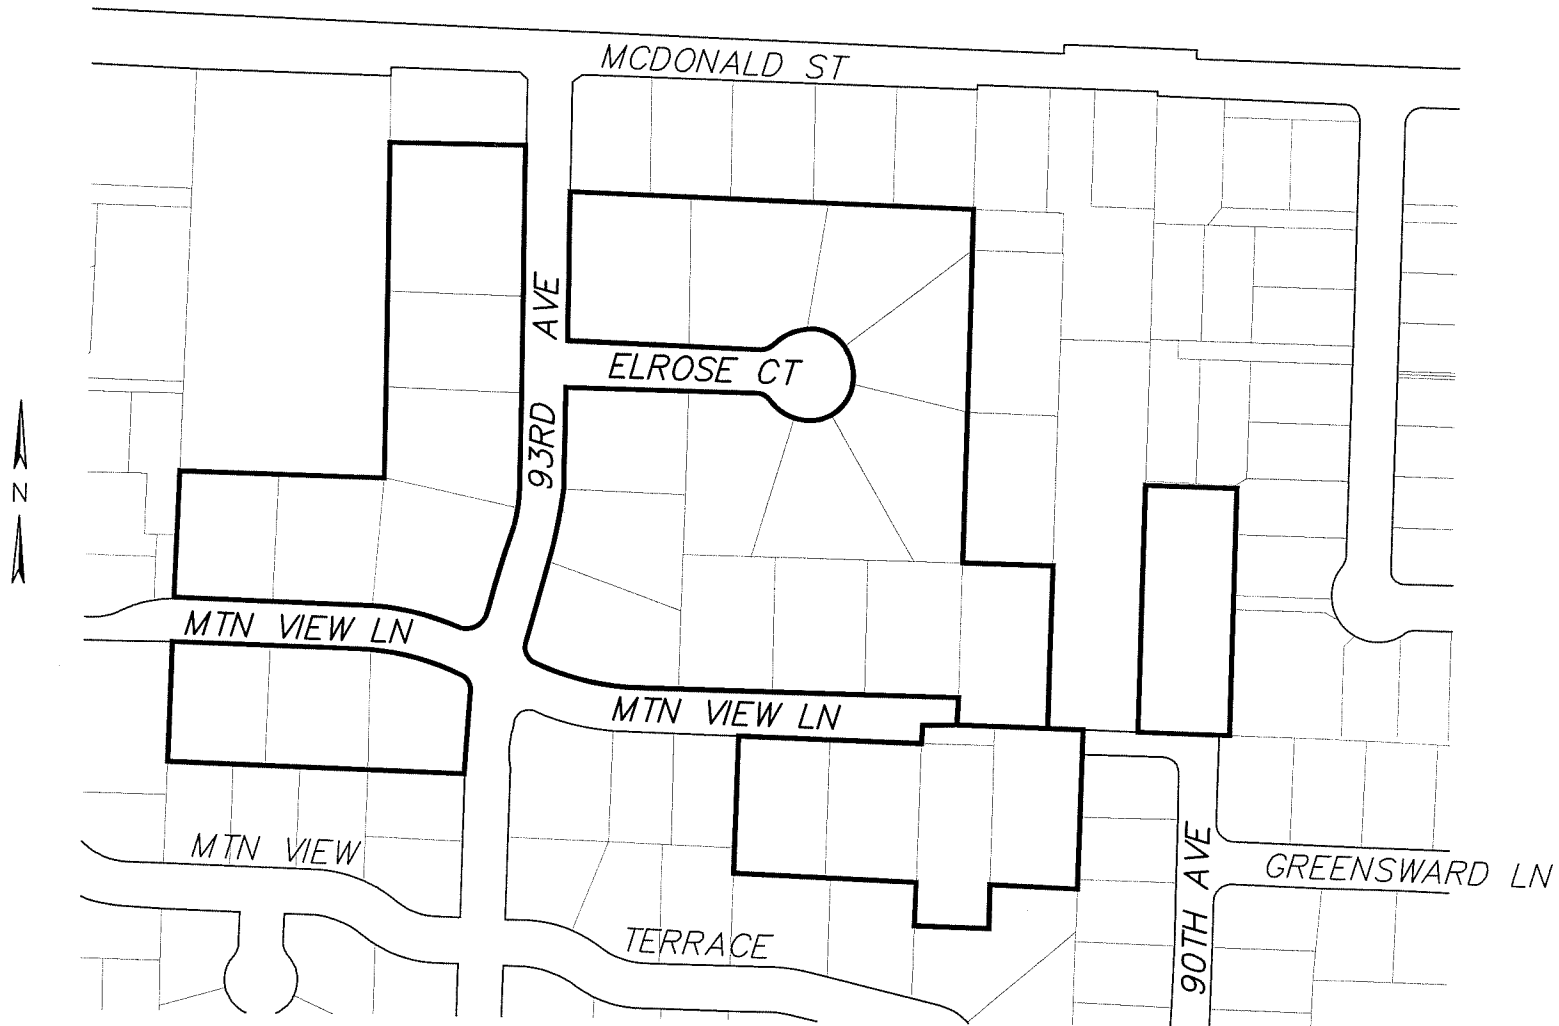 MCDONALD ST
93RD AVE
ELROSE CT
N
MTN VIEW LN
MTN VIEW LN
MTN VIEW
TERRACE
90TH AVE
GREENSWARD LN